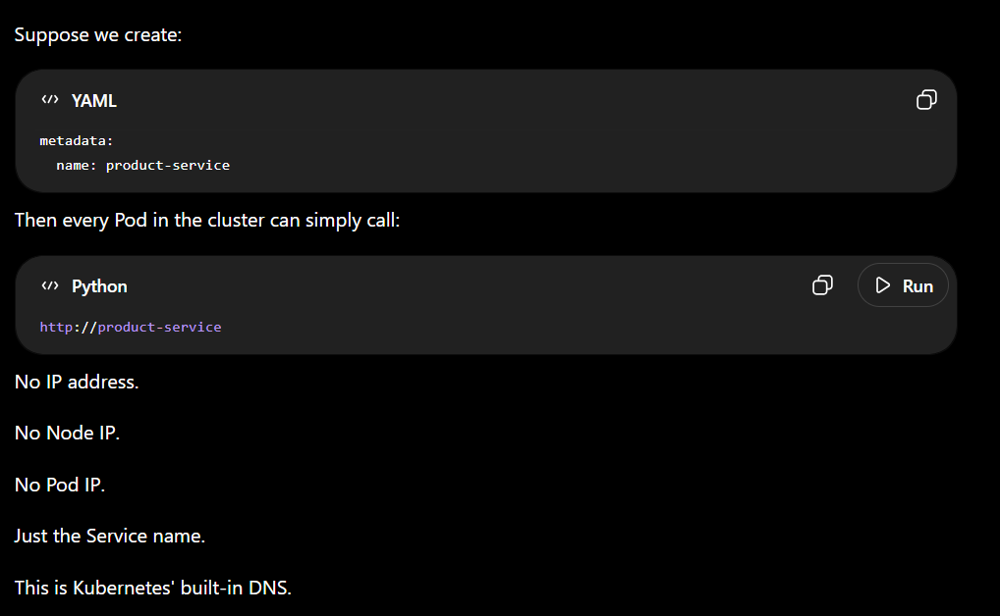 Suppose we create:
YAML
metadata:
  name: product-service
Then every Pod in the cluster can simply call:
Python
Run
http://product-service
No IP address.
No Node IP.
No Pod IP.
Just the Service name.
This is Kubernetes' built-in DNS.